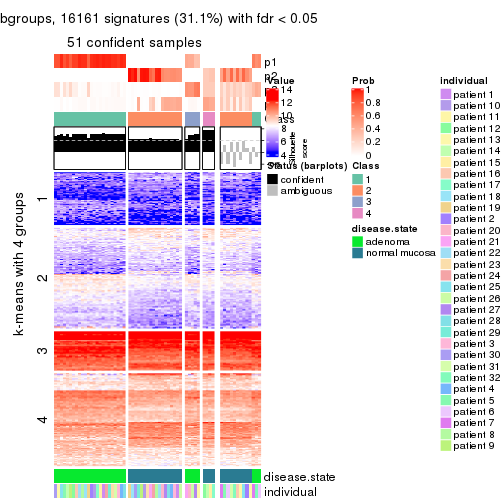 bgroups, 16161 signatures (31.1%) with fdr < 0.05
51 confident samples
p1
p2
Value
14
12
10
8
6
4
Silhouette
score
Status (barplots)
confident
ambiguous
Prob
1
0.8
0.6
0.4
0.2
0
Class
1
2
3
4
disease.state
adenoma
normal mucosa
individual
patient 1
patient 10
patient 11
patient 12
patient 13
patient 14
patient 15
patient 16
patient 17
patient 18
patient 19
patient 2
patient 20
patient 21
patient 22
patient 23
patient 24
patient 25
patient 26
patient 27
patient 28
patient 29
patient 3
patient 30
patient 31
patient 32
patient 4
patient 5
patient 6
patient 7
patient 8
patient 9
k-means with 4 groups
1
2
3
4
disease.state
individual